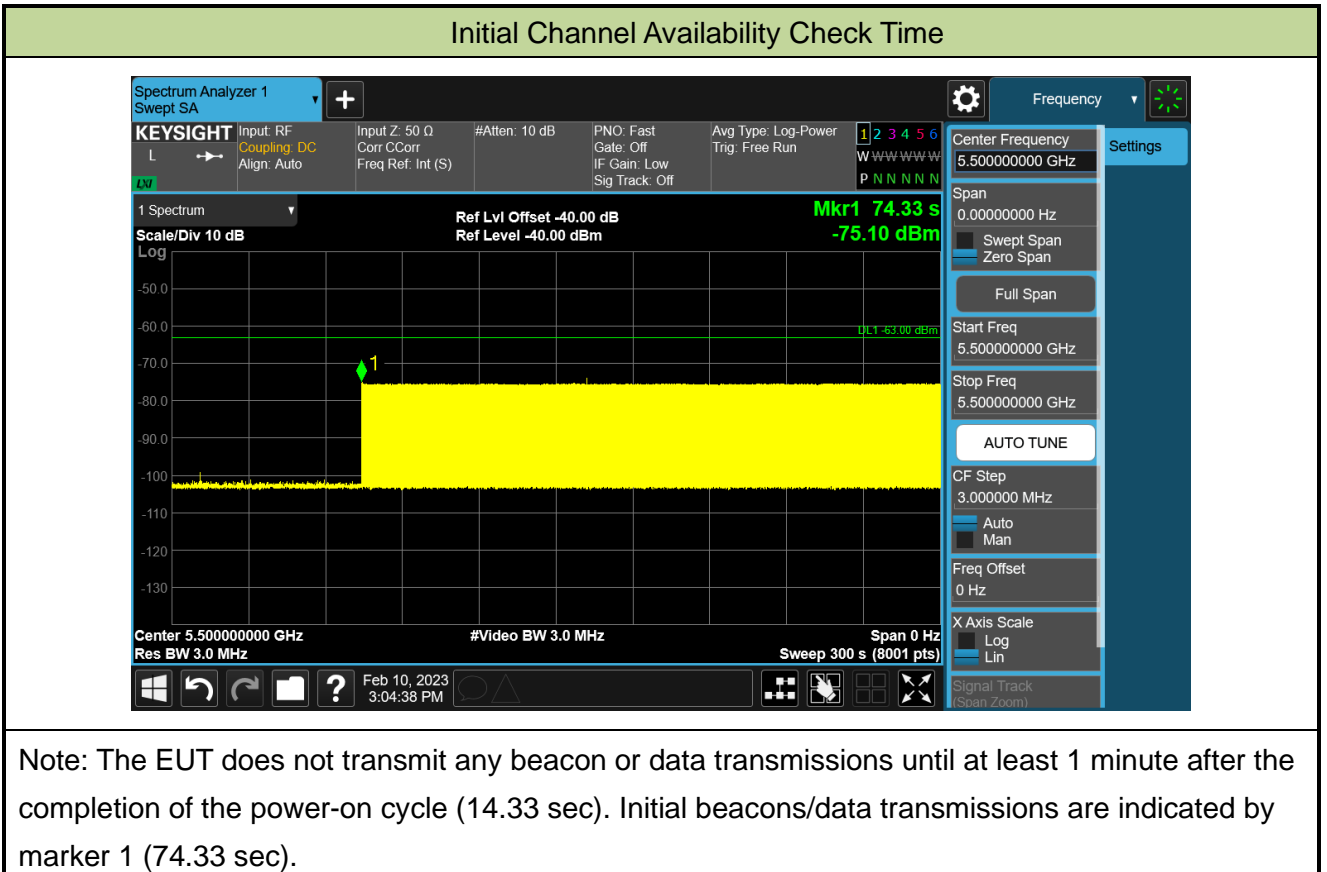 Initial Channel Availability Check Time
Spectrum Analyzer 1
Swept SA
+
Frequency
KEYSIGHT
L
LXI
Input: RF
Coupling: DC
Align: Auto
Input Z: 50 Ω
Corr CCorr
Freq Ref: Int (S)
#Atten: 10 dB
PNO: Fast
Gate: Off
IF Gain: Low
Sig Track: Off
Avg Type: Log-Power
Trig: Free Run
1 2 3 4 5 6
W W W W W W
P N N N N N
1 Spectrum
Scale/Div 10 dB
Log
Ref Lvl Offset -40.00 dB
Ref Level -40.00 dBm
Mkr1 74.33 s
-75.10 dBm
-50.0
-60.0
DL1 -63.00 dBm
-70.0
1
-80.0
-90.0
-100
-110
-120
-130
Center 5.500000000 GHz
Res BW 3.0 MHz
#Video BW 3.0 MHz
Span 0 Hz
Sweep 300 s (8001 pts)
?
Feb 10, 2023
3:04:38 PM
Center Frequency
5.500000000 GHz
Settings
Span
0.00000000 Hz
Swept Span
Zero Span
Full Span
Start Freq
5.500000000 GHz
Stop Freq
5.500000000 GHz
AUTO TUNE
CF Step
3.000000 MHz
Auto
Man
Freq Offset
0 Hz
X Axis Scale
Log
Lin
Signal Track
(Span Zoom)
Note: The EUT does not transmit any beacon or data transmissions until at least 1 minute after the
completion of the power-on cycle (14.33 sec). Initial beacons/data transmissions are indicated by
marker 1 (74.33 sec).